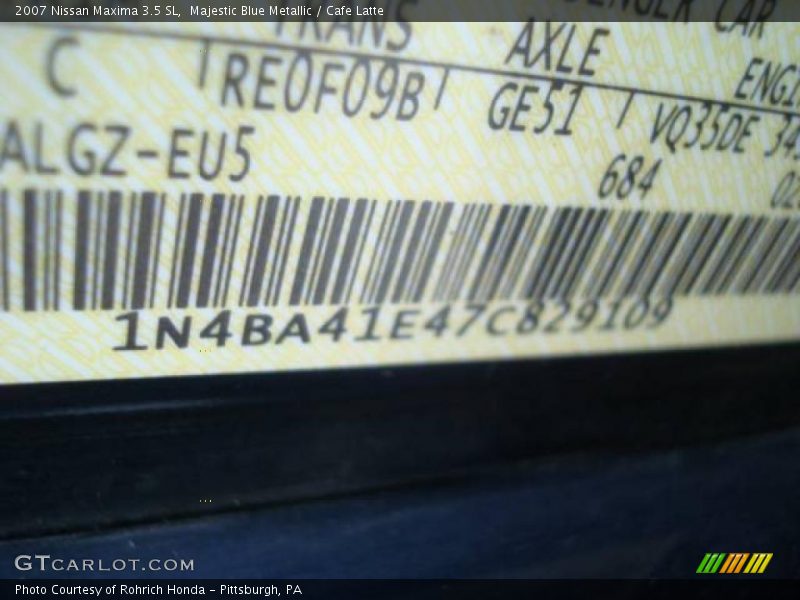 2007 Nissan Maxima 3.5 SL,  Majestic Blue Metallic / Cafe Latte
TRANS AXLE
C RE0F09B GE51 VQ35DE
ALGZ-EU5 684
1N4BA41E47C829109
GTCARLOT.COM
Photo Courtesy of Rohrich Honda – Pittsburgh, PA